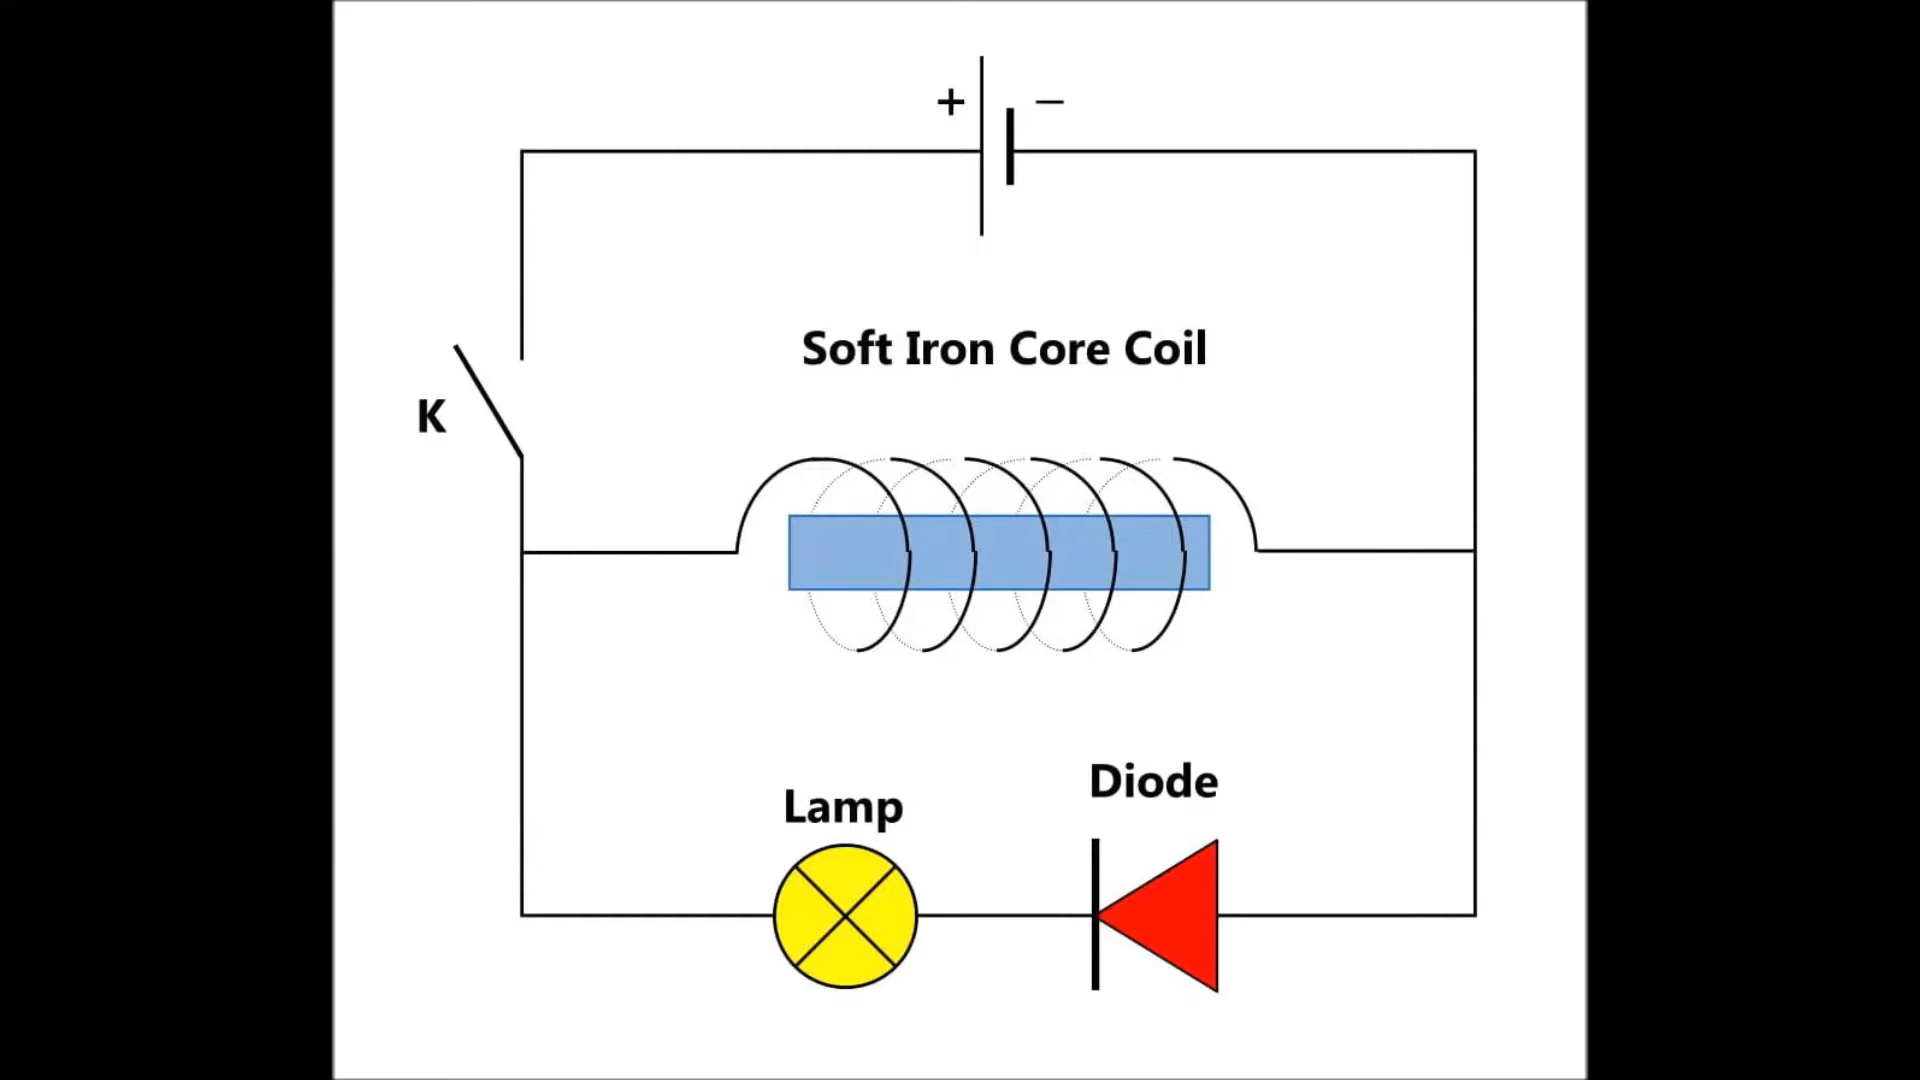 + −
Soft Iron Core Coil
K
Diode
Lamp